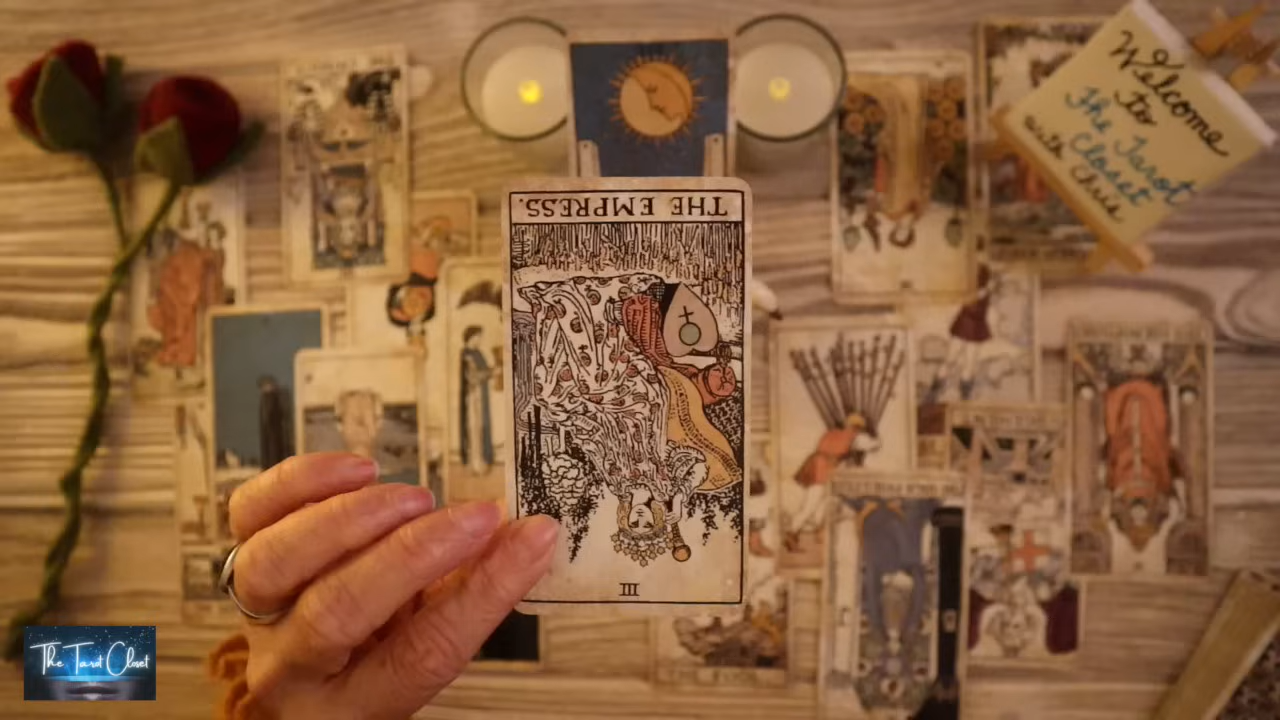 Welcome
To
The Tarot
Closet
with Chris
THE EMPRESS.
III
The Tarot Closet